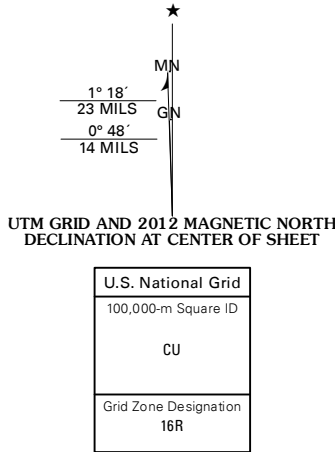 ★
MN
1° 18´
23 MILS
GN
0° 48´
14 MILS
UTM GRID AND 2012 MAGNETIC NORTH
DECLINATION AT CENTER OF SHEET
U.S. National Grid
100,000-m Square ID
CU
Grid Zone Designation
16R